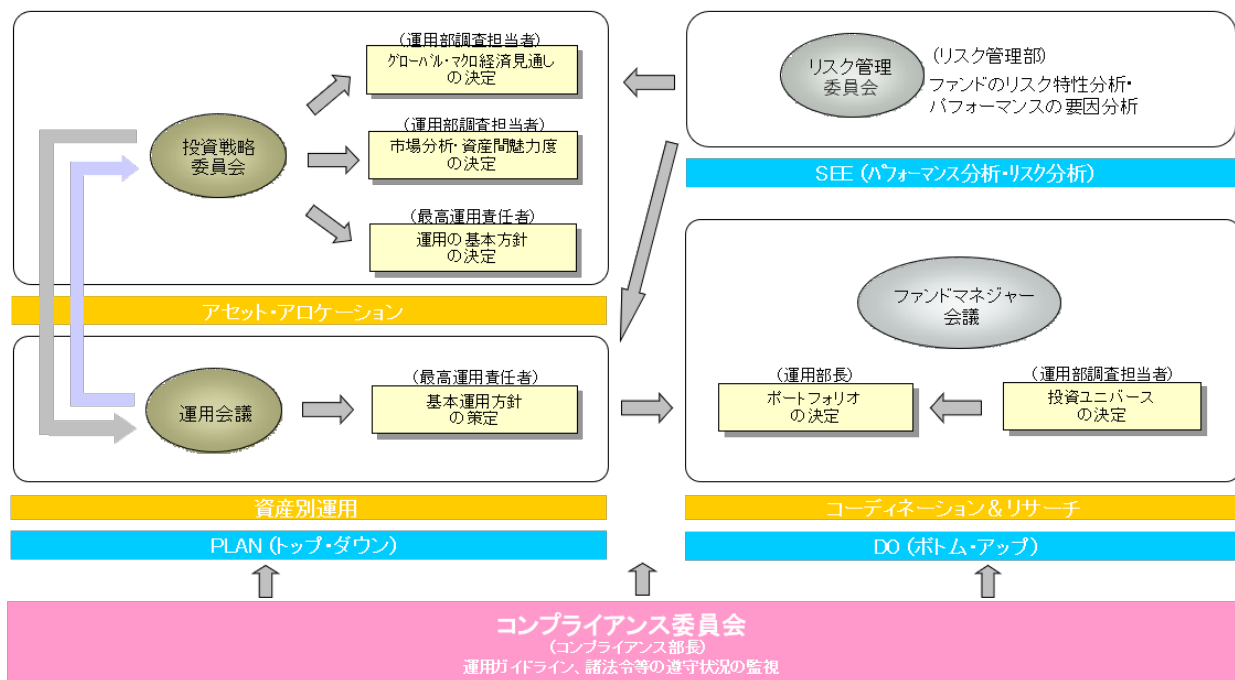 (運用部調査担当者)
グローバル・マクロ経済見通し
の決定
投資戦略
委員会
(運用部調査担当者)
市場分析・資産間魅力度
の決定
(最高運用責任者)
運用の基本方針
の決定
アセット・アロケーション
運用会議
(最高運用責任者)
基本運用方針
の策定
資産別運用
PLAN (トップ・ダウン)
リスク管理
委員会
(リスク管理部)
ファンドのリスク特性分析・
パフォーマンスの要因分析
SEE (パフォーマンス分析・リスク分析)
ファンドマネジャー
会議
(運用部長)
ポートフォリオ
の決定
(運用部調査担当者)
投資ユニバース
の決定
コーディネーション&リサーチ
DO (ボトム・アップ)
コンプライアンス委員会
(コンプライアンス部長)
運用ガイドライン、諸法令等の遵守状況の監視